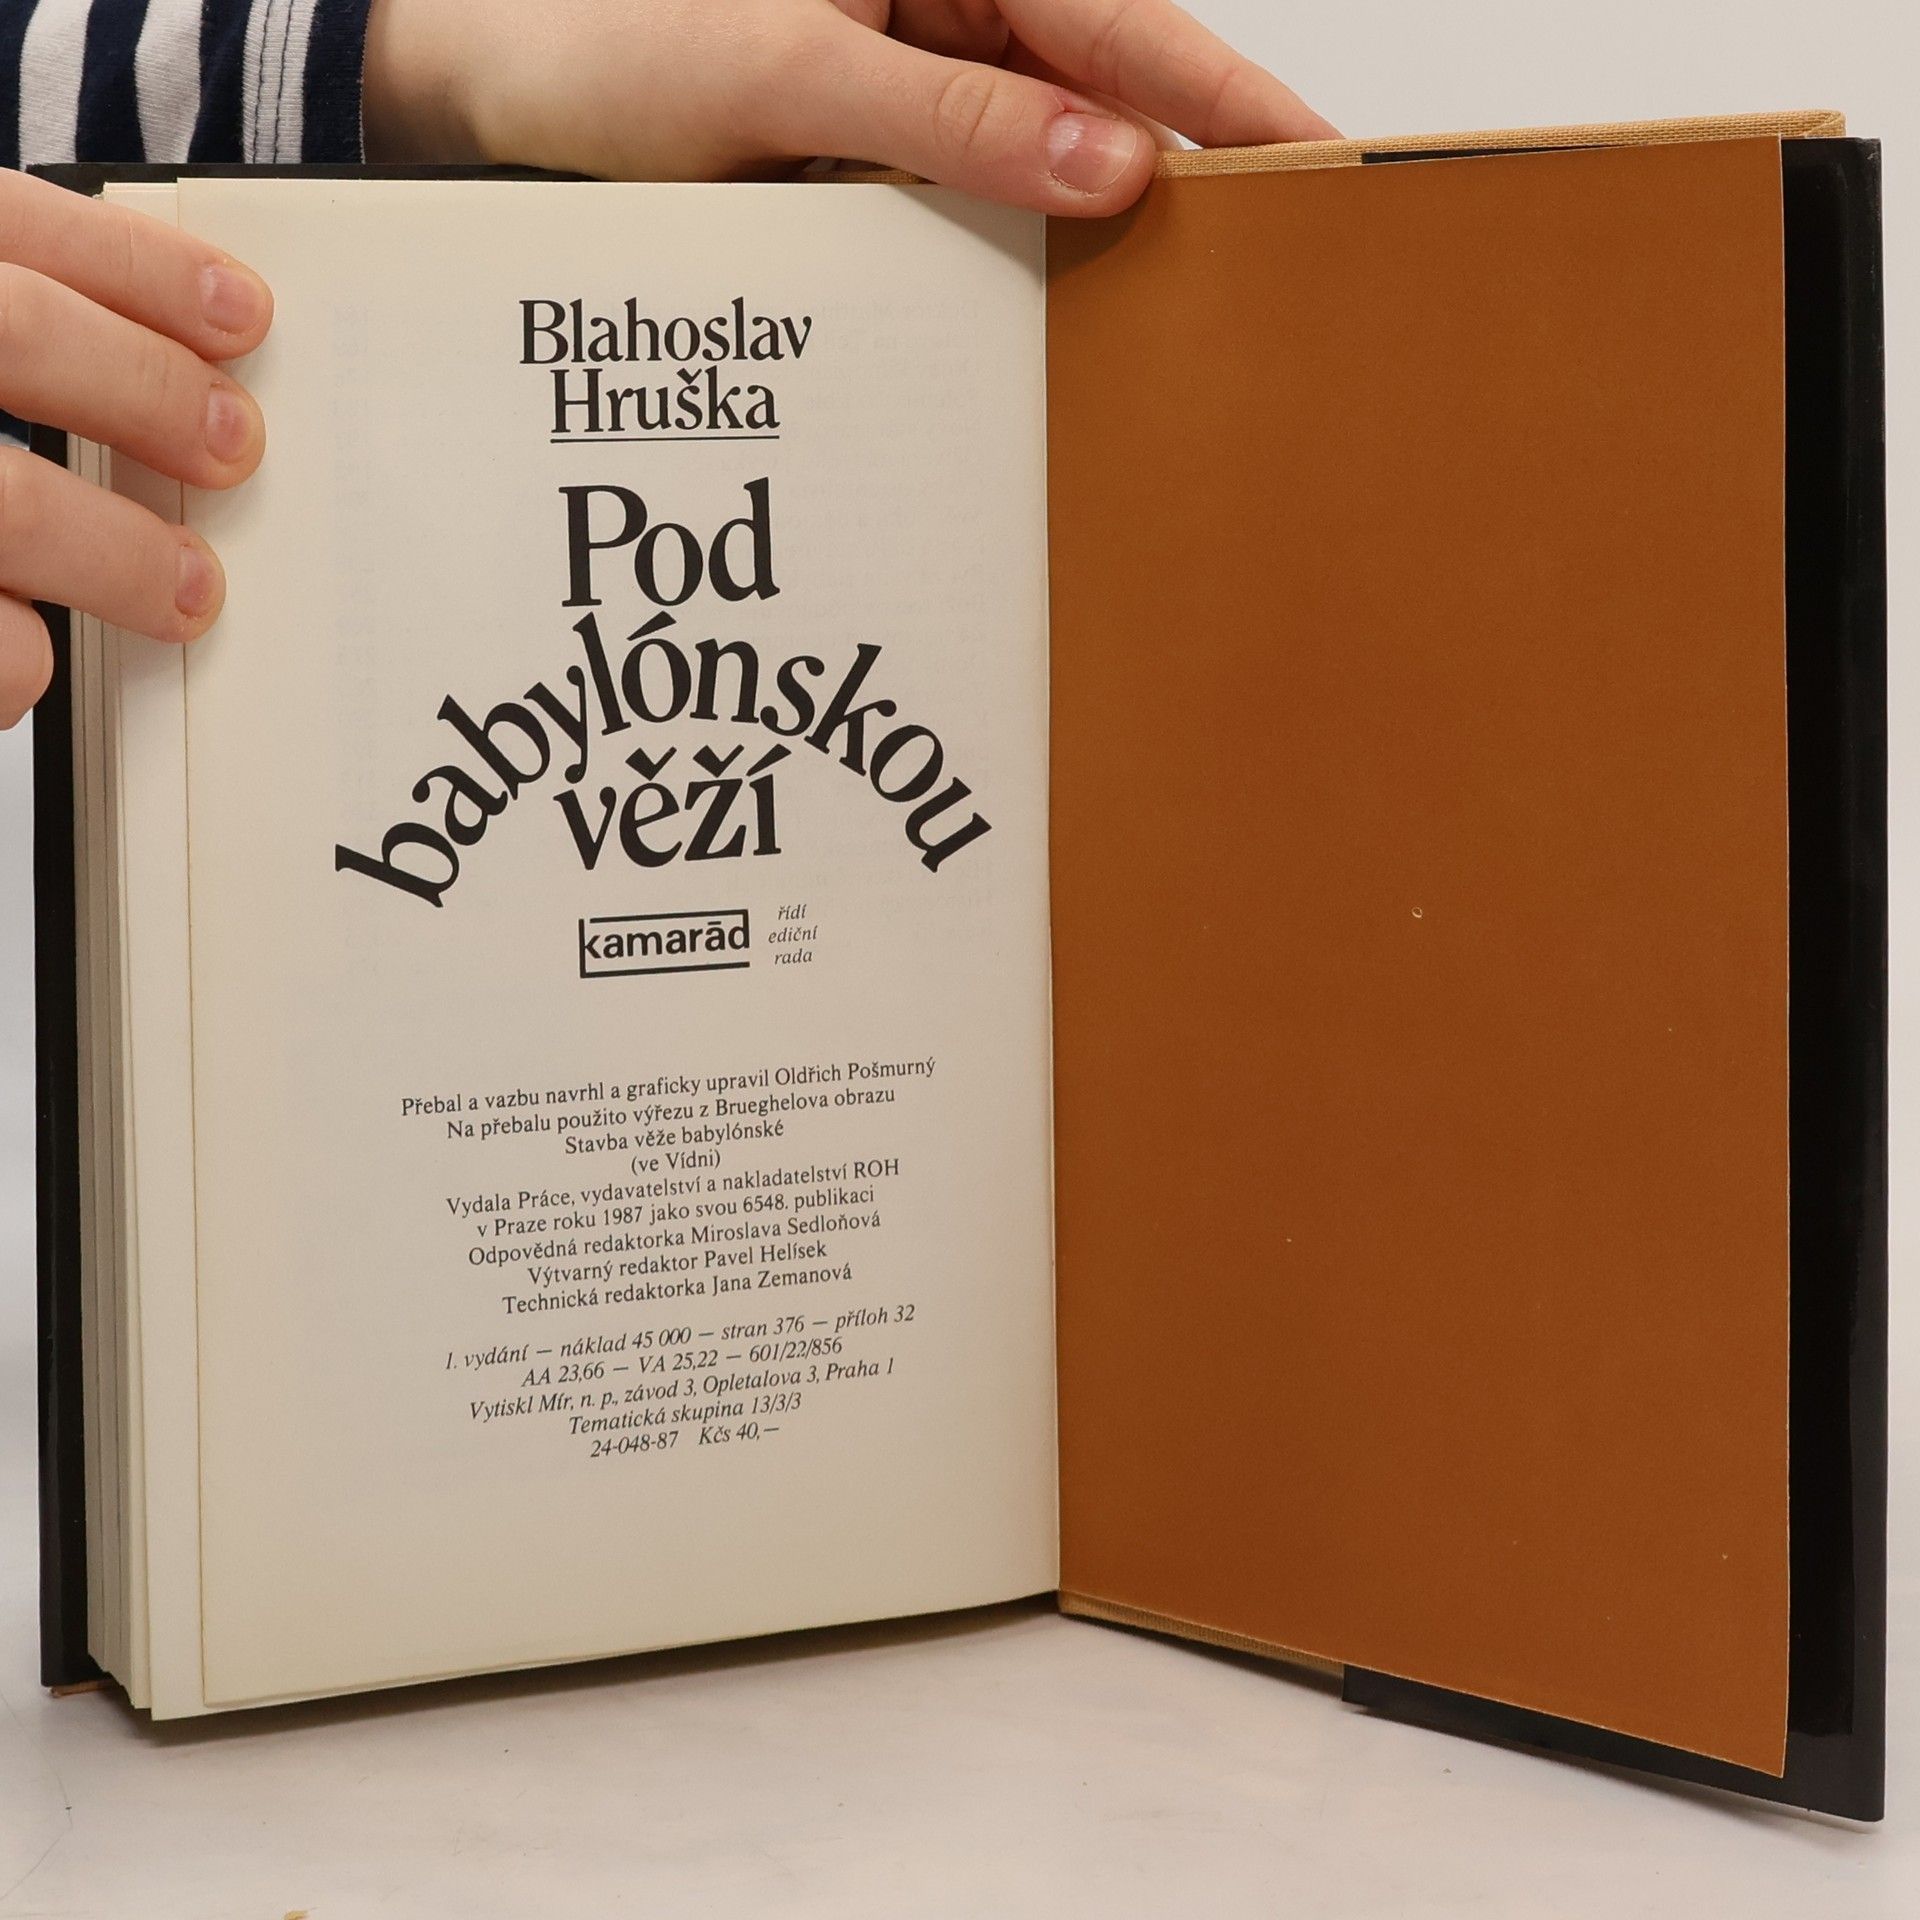 Blahoslav
Hruška
Pod
babylónskou
věží
kamarād
řídí
ediční
rada
Přebal a vazbu navrhl a graficky upravil Oldřich Pošmurný
Na přebalu použito výřezu z Brueghelova obrazu
Stavba věže babylónské
(ve Vídni)
Vydala Práce, vydavatelství a nakladatelství ROH
v Praze roku 1987 jako svou 6548. publikaci
Odpovědná redaktorka Miroslava Sedloňová
Výtvarný redaktor Pavel Helísek
Technická redaktorka Jana Zemanová
1. vydání — náklad 45 000 — stran 376 — příloh 32
AA 23,66 — VA 25,22 — 601/22/856
Vytiskl Mír, n. p., závod 3, Opletalova 3, Praha 1
Tematická skupina 13/3/3
24-048-87 Kčs 40,—